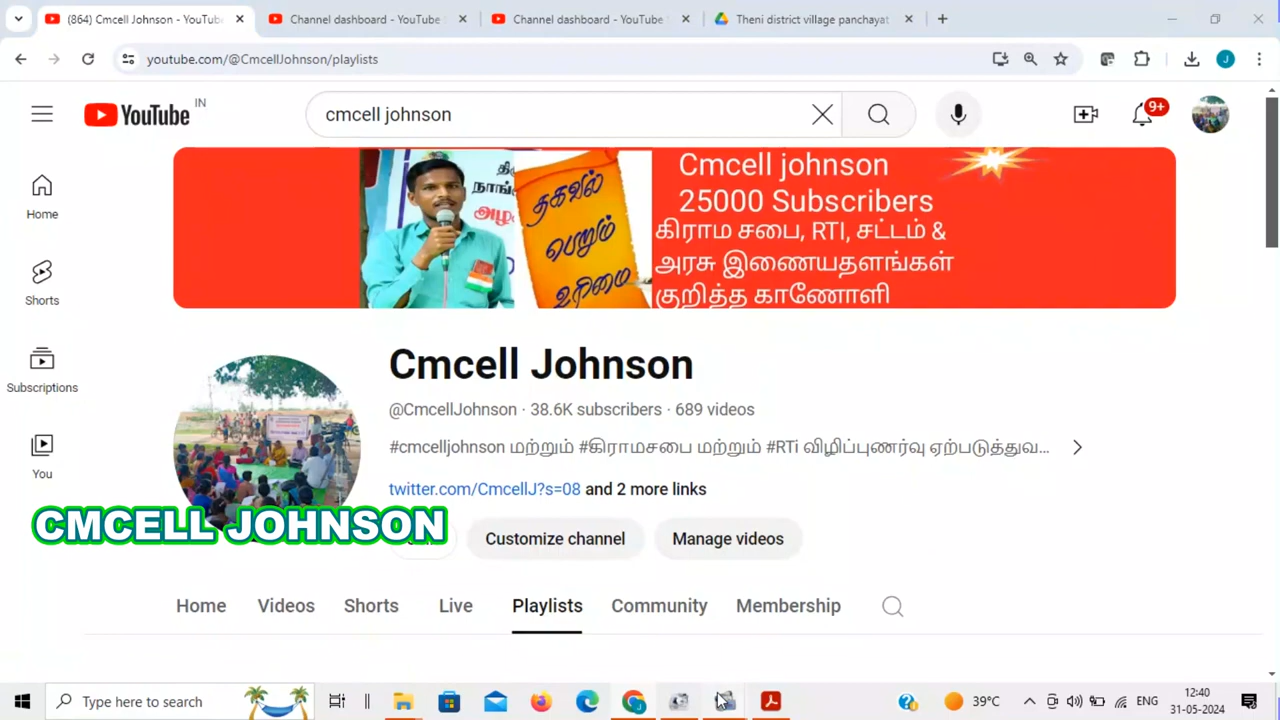 (864) Cmcell Johnson - YouTu
Channel dashboard - YouTube
Channel dashboard - YouTube
Theni district village panchayat
youtube.com/@CmcellJohnson/playlists
J
YouTube IN
cmcell johnson
9+
Cmcell johnson
25000 Subscribers
கிராம சபை, RTI, சட்டம் &
அரசு இணையதளங்கள்
குறித்த காணோளி
நாங்
தகவல்
பெறும்
உரிமை
Home
Shorts
Subscriptions
You
Cmcell Johnson
@CmcellJohnson · 38.6K subscribers · 689 videos
#cmcelljohnson மற்றும் #கிராமசபை மற்றும் #RTi விழிப்புணர்வு ஏற்படுத்துவ...
twitter.com/CmcellJ?s=08 and 2 more links
CMCELL JOHNSON
Customize channel
Manage videos
Home Videos Shorts Live Playlists Community Membership
Type here to search
39°C
ENG
12:40
31-05-2024